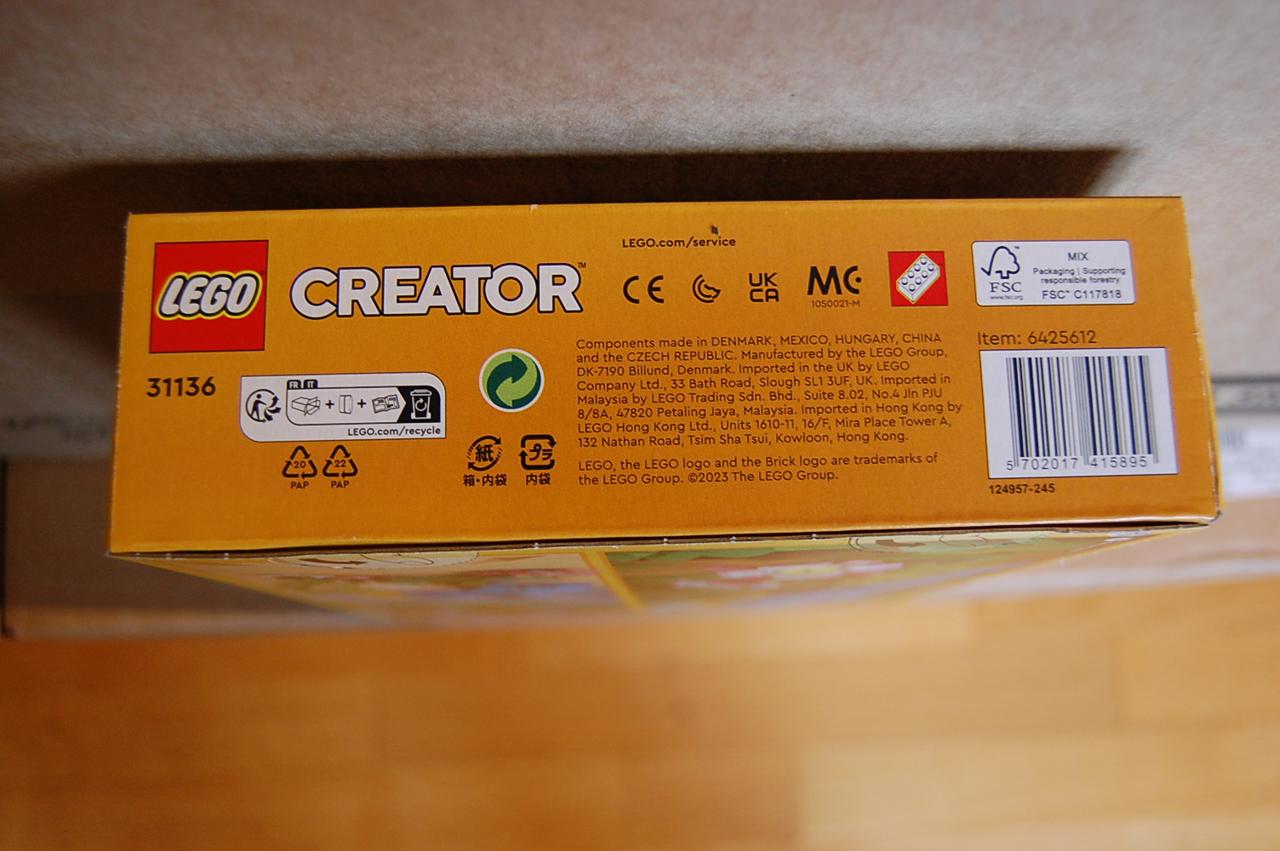 LEGO
CREATOR™
31136
FR IT
LEGO.com/recycle
20
PAP
22
PAP
紙
箱・内袋
プラ
内袋
LEGO.com/service
CE
UK
CA
1050021-M
Components made in DENMARK, MEXICO, HUNGARY, CHINA
and the CZECH REPUBLIC. Manufactured by the LEGO Group,
DK-7190 Billund, Denmark. Imported in the UK by LEGO
Company Ltd., 33 Bath Road, Slough SL1 3UF, UK. Imported in
Malaysia by LEGO Trading Sdn. Bhd., Suite 8.02, No.4 Jln PJU
8/8A, 47820 Petaling Jaya, Malaysia. Imported in Hong Kong by
LEGO Hong Kong Ltd., Units 1610-11, 16/F, Mira Place Tower A,
132 Nathan Road, Tsim Sha Tsui, Kowloon, Hong Kong.
LEGO, the LEGO logo and the Brick logo are trademarks of
the LEGO Group. ©2023 The LEGO Group.
FSC™
www.fsc.org
MIX
Packaging | Supporting
responsible forestry
FSC™ C117818
Item: 6425612
5 702017 415895
124957-245